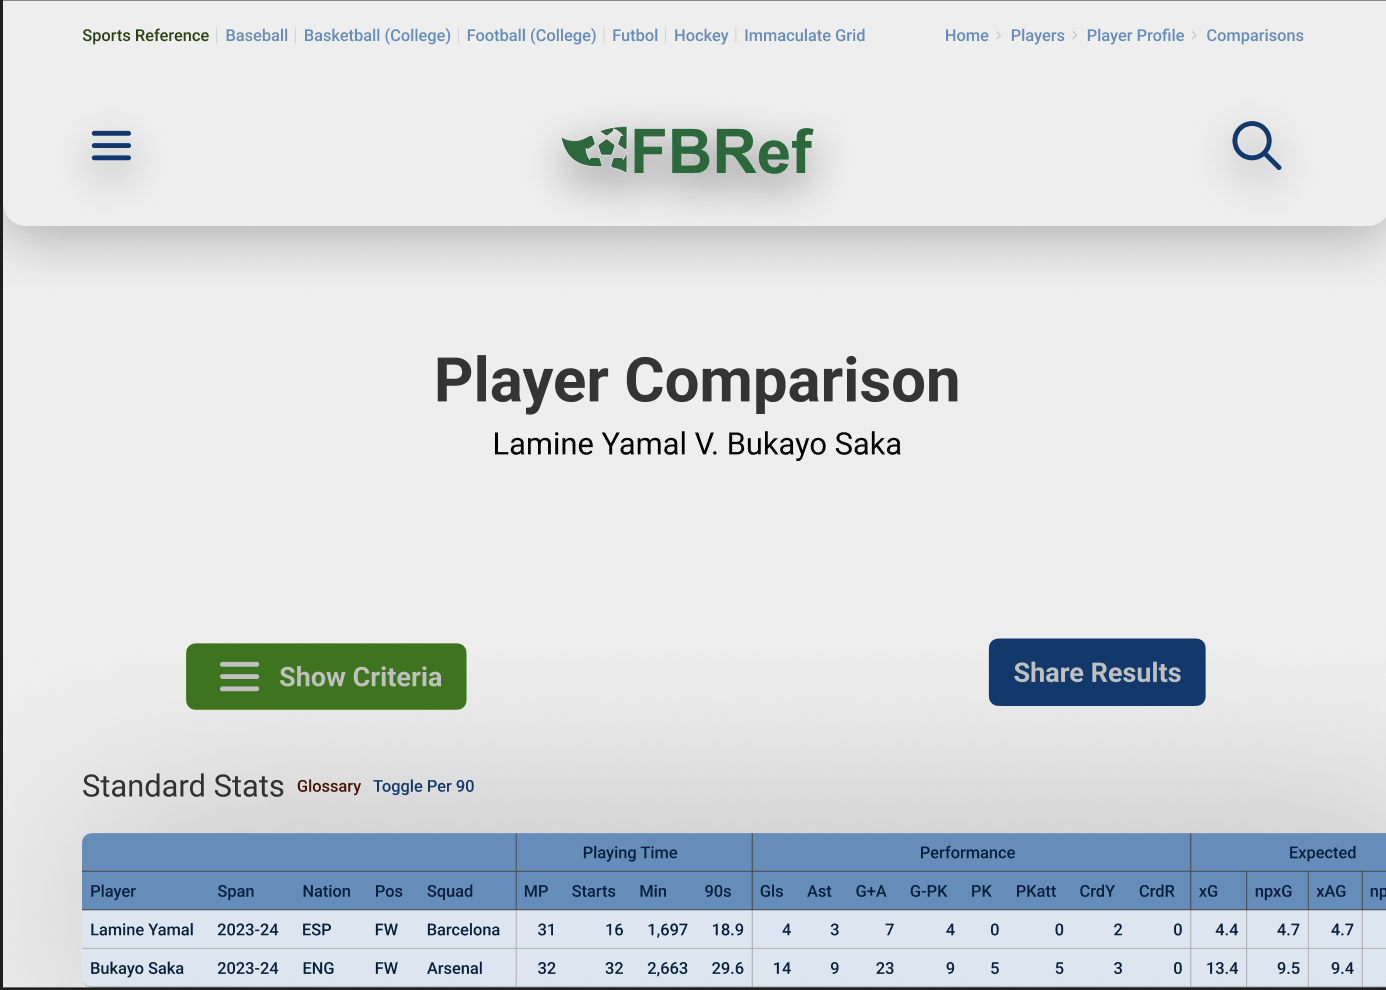 Sports Reference Baseball Basketball (College) Football (College) Futbol Hockey Immaculate Grid Home Players Player Profile Comparisons
FBRef
Player Comparison
Lamine Yamal V. Bukayo Saka
Show Criteria Share Results
Standard Stats Glossary Toggle Per 90
Playing Time Performance Expected
Player Span Nation Pos Squad MP Starts Min 90s Gls Ast G+A G-PK PK PKatt CrdY CrdR xG npxG xAG
Lamine Yamal 2023-24 ESP FW Barcelona 31 16 1,697 18.9 4 3 7 4 0 0 2 0 4.4 4.7 4.7
Bukayo Saka 2023-24 ENG FW Arsenal 32 32 2,663 29.6 14 9 23 9 5 5 3 0 13.4 9.5 9.4